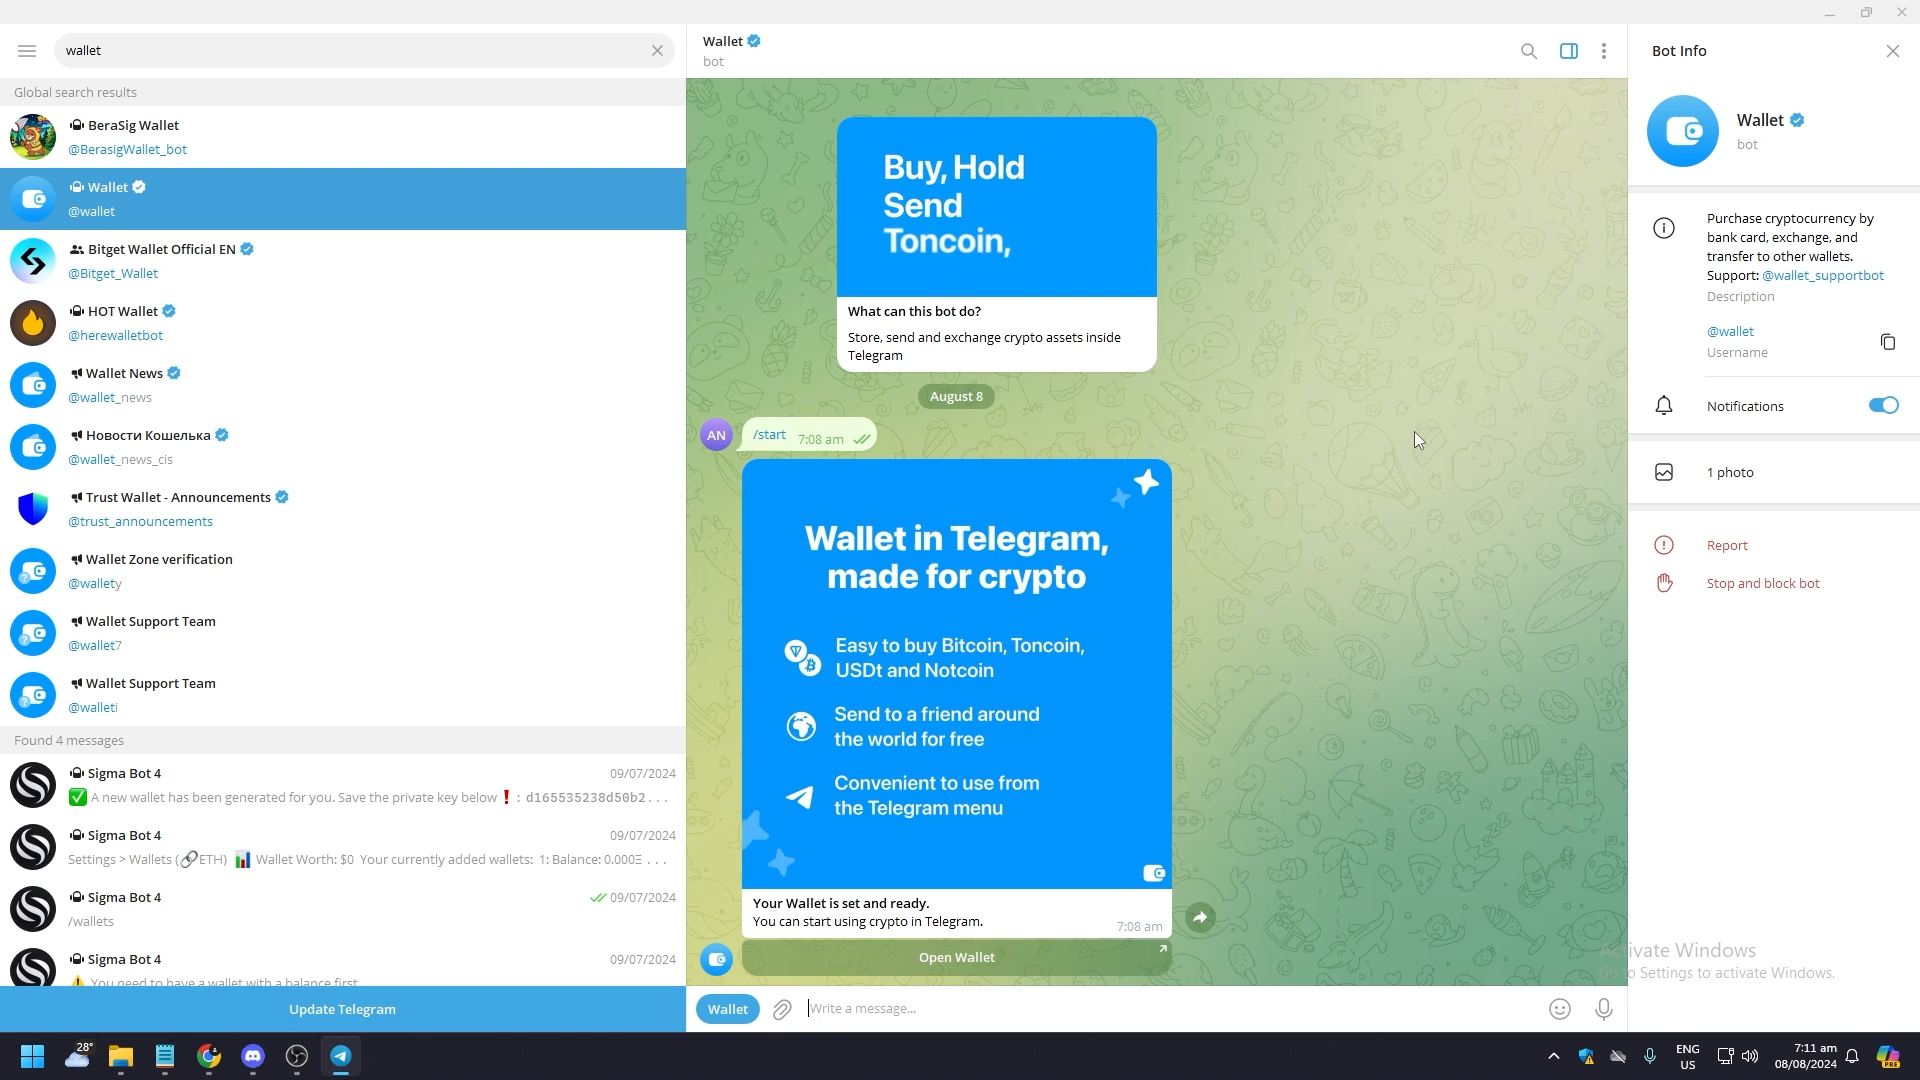 wallet
Global search results
BeraSig Wallet
@BerasigWallet_bot
Wallet
@wallet
Bitget Wallet Official EN
@Bitget_Wallet
HOT Wallet
@herewalletbot
Wallet News
@wallet_news
Новости Кошелька
@wallet_news_cis
Trust Wallet - Announcements
@trust_announcements
Wallet Zone verification
@wallety
Wallet Support Team
@wallet7
Wallet Support Team
@walleti
Found 4 messages
Sigma Bot 4 09/07/2024
✅ A new wallet has been generated for you. Save the private key below ❗ : d165535238d50b2...
Sigma Bot 4 09/07/2024
Settings > Wallets (🔗ETH) 📊 Wallet Worth: $0 Your currently added wallets: 1: Balance: 0.000Ξ ...
Sigma Bot 4 09/07/2024
/wallets
Sigma Bot 4 09/07/2024
⚠ You need to have a wallet with a balance first
Update Telegram
Wallet
bot
Buy, Hold
Send
Toncoin,
What can this bot do?
Store, send and exchange crypto assets inside
Telegram
August 8
AN
/start 7:08 am
Wallet in Telegram,
made for crypto
Easy to buy Bitcoin, Toncoin,
USDt and Notcoin
Send to a friend around
the world for free
Convenient to use from
the Telegram menu
Your Wallet is set and ready.
You can start using crypto in Telegram.
7:08 am
Open Wallet
Wallet
Write a message...
Bot Info
Wallet
bot
Purchase cryptocurrency by
bank card, exchange, and
transfer to other wallets.
Support: @wallet_supportbot
Description
@wallet
Username
Notifications
1 photo
Report
Stop and block bot
Activate Windows
Go to Settings to activate Windows.
28°
ENG
US
7:11 am
08/08/2024
PRE